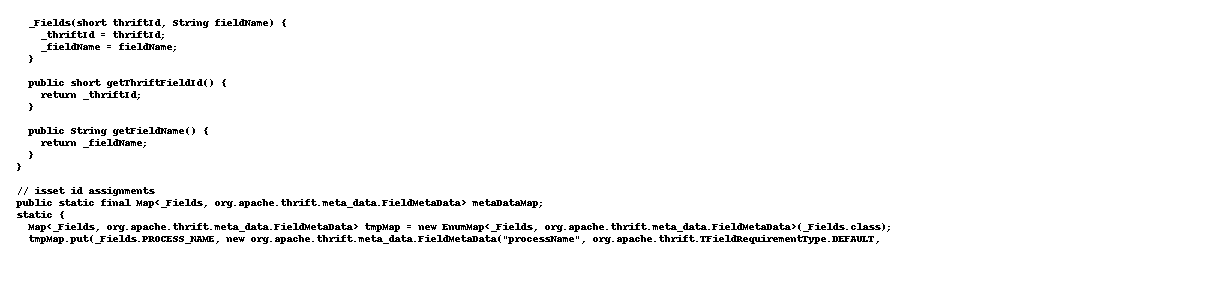 _Fields(short thriftId, String fieldName) {
_thriftId = thriftId;
_fieldName = fieldName;
}
public short getThriftFieldId() {
return _thriftId;
}
public String getFieldName() {
return _fieldName;
}
}
// isset id assignments
public static final Map<_Fields, org.apache.thrift.meta_data.FieldMetaData> metaDataMap;
static {
Map<_Fields, org.apache.thrift.meta_data.FieldMetaData> tmpMap = new EnumMap<_Fields, org.apache.thrift.meta_data.FieldMetaData>(_Fields.class);
tmpMap.put(_Fields.PROCESS_NAME, new org.apache.thrift.meta_data.FieldMetaData("processName", org.apache.thrift.TFieldRequirementType.DEFAULT,